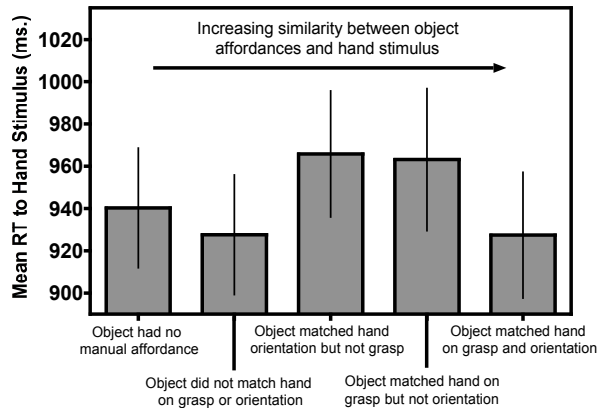 Mean RT to Hand Stimulus (ms.)
1020
1000
980
960
940
920
900
Increasing similarity between object
affordances and hand stimulus
Object had no
manual affordance
Object did not match hand
on grasp or orientation
Object matched hand
orientation but not grasp
Object matched hand on
grasp but not orientation
Object matched hand
on grasp and orientation